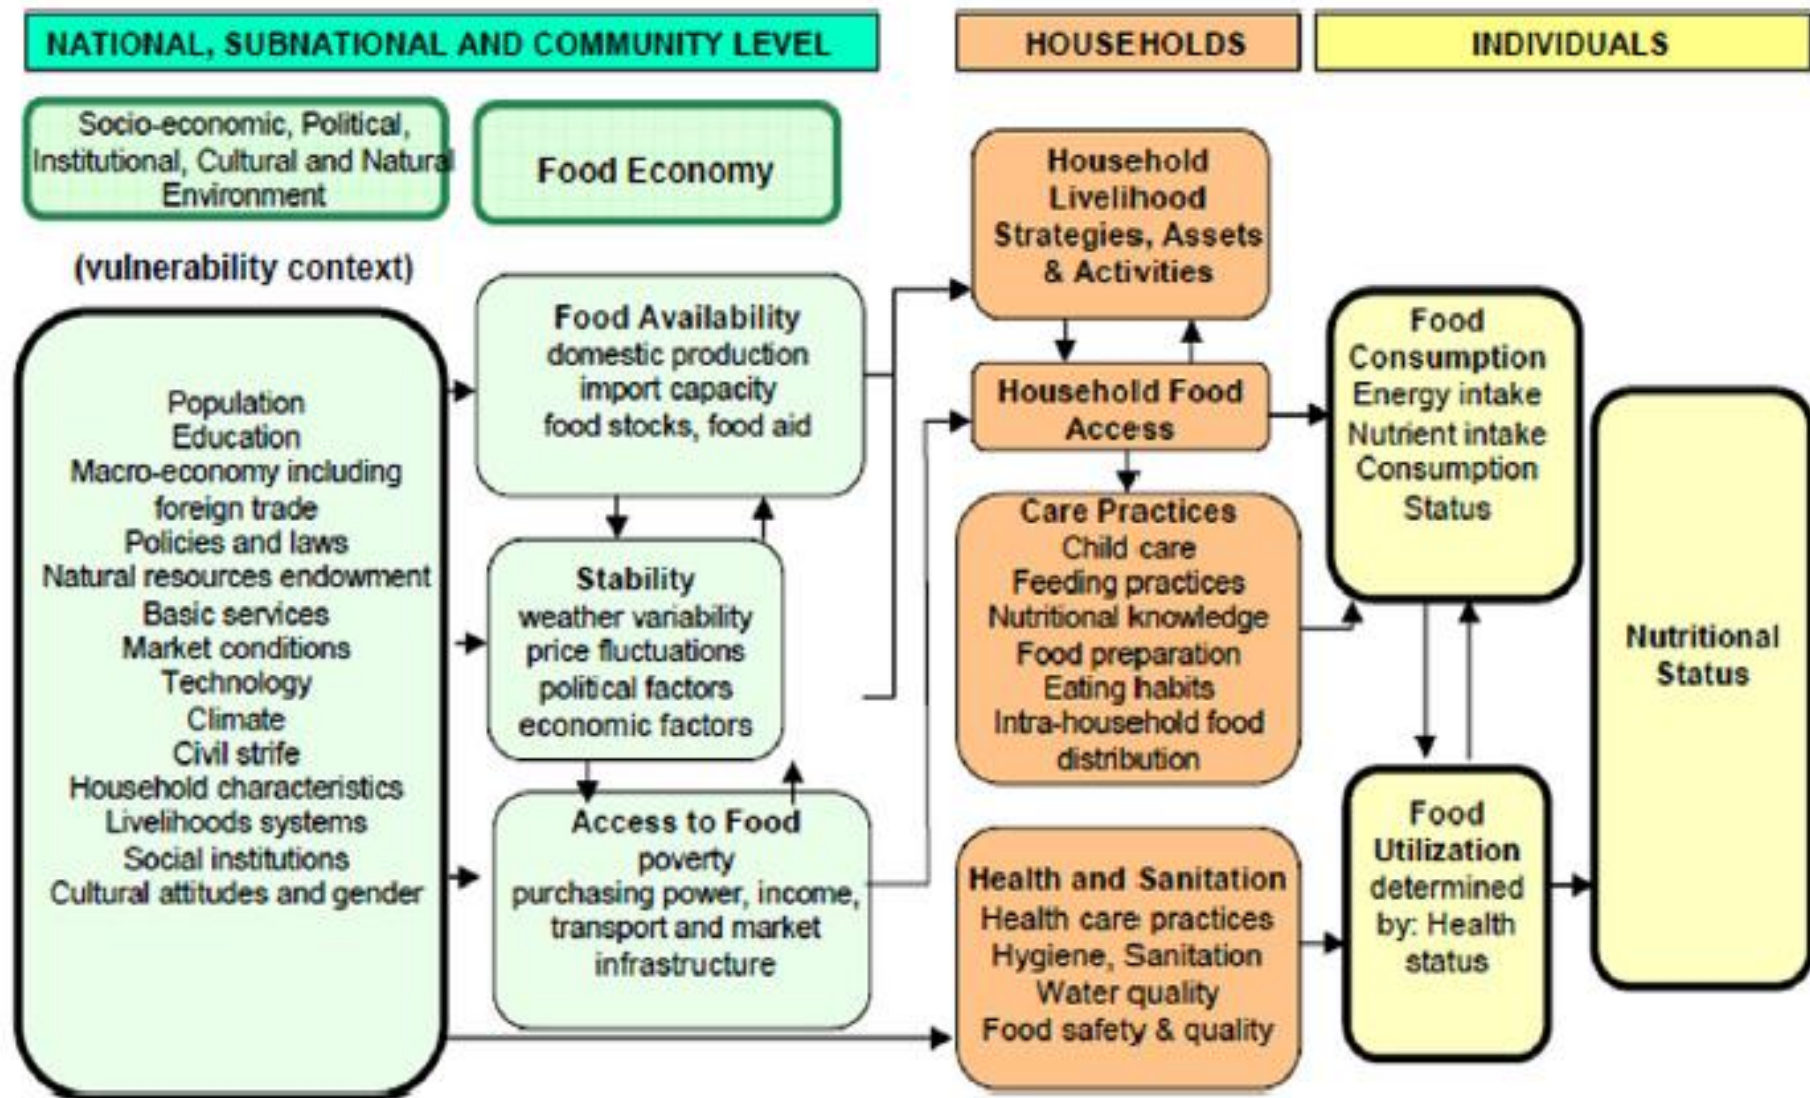 NATIONAL, SUBNATIONAL AND COMMUNITY LEVEL
HOUSEHOLDS
INDIVIDUALS
Socio-economic, Political,
Institutional, Cultural and Natural
Environment
Food Economy
(vulnerability context)
Population
Education
Macro-economy including
foreign trade
Policies and laws
Natural resources endowment
Basic services
Market conditions
Technology
Climate
Civil strife
Household characteristics
Livelihoods systems
Social institutions
Cultural attitudes and gender
Food Availability
domestic production
import capacity
food stocks, food aid
Stability
weather variability
price fluctuations
political factors
economic factors
Access to Food
poverty
purchasing power, income,
transport and market
infrastructure
Household
Livelihood
Strategies, Assets
& Activities
Household Food
Access
Care Practices
Child care
Feeding practices
Nutritional knowledge
Food preparation
Eating habits
Intra-household food
distribution
Health and Sanitation
Health care practices
Hygiene, Sanitation
Water quality
Food safety & quality
Food
Consumption
Energy intake
Nutrient intake
Consumption
Status
Food
Utilization
determined
by: Health
status
Nutritional
Status